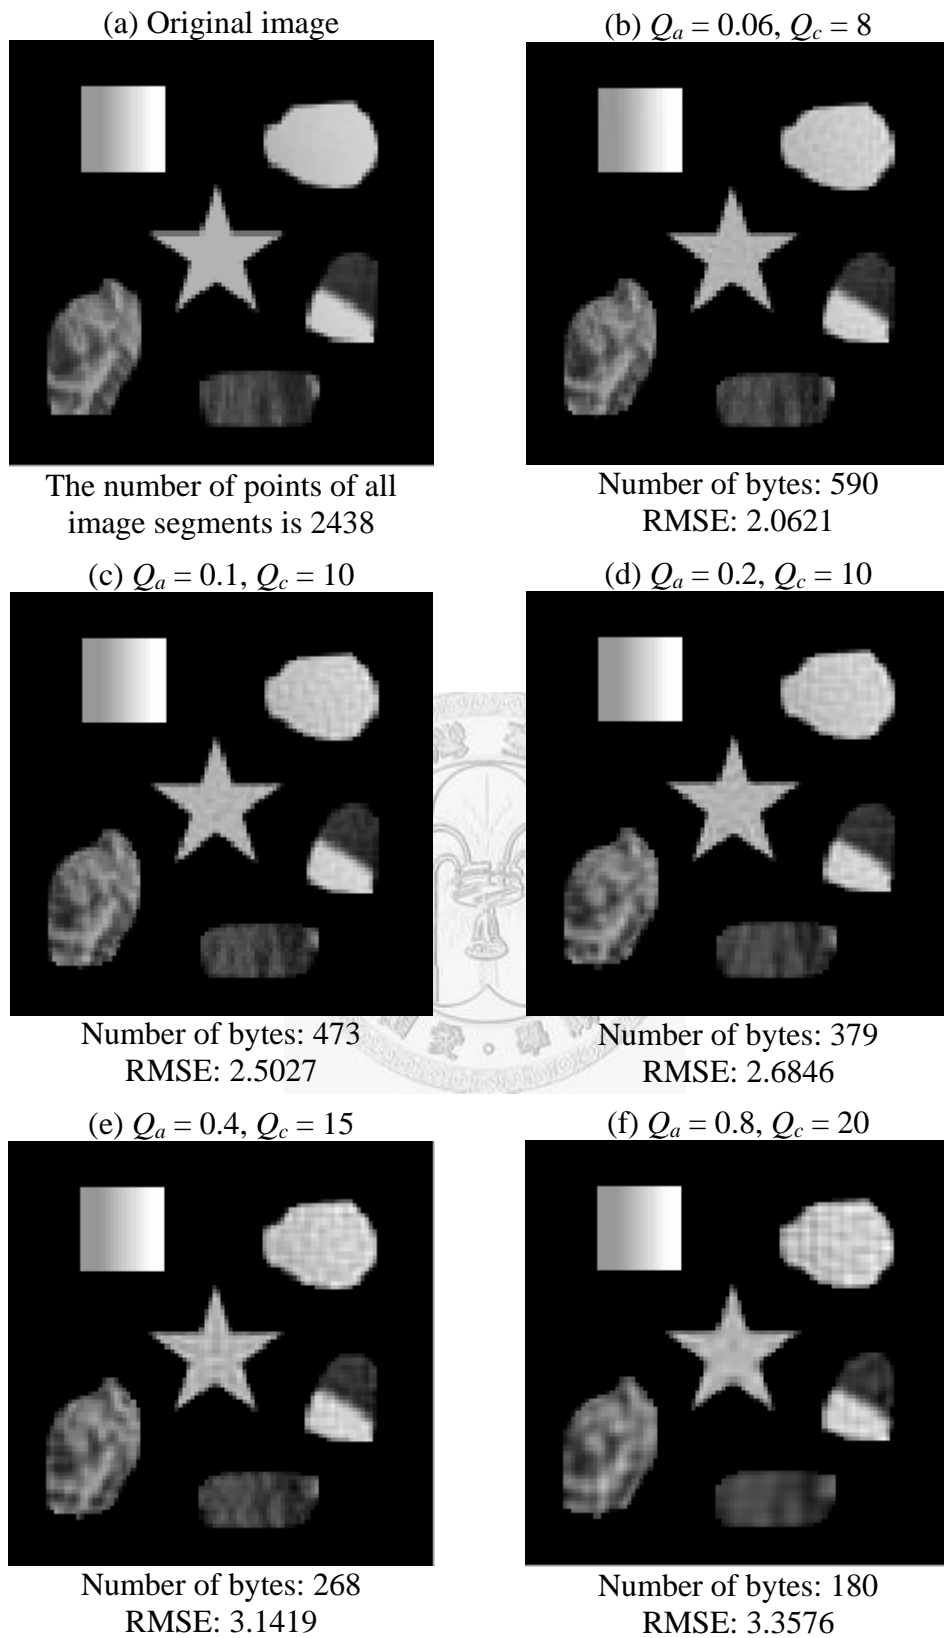 (a) Original image
(b) Qa = 0.06, Qc = 8
The number of points of all
image segments is 2438
Number of bytes: 590
RMSE: 2.0621
(c) Qa = 0.1, Qc = 10
(d) Qa = 0.2, Qc = 10
Number of bytes: 473
RMSE: 2.5027
Number of bytes: 379
RMSE: 2.6846
(e) Qa = 0.4, Qc = 15
(f) Qa = 0.8, Qc = 20
Number of bytes: 268
RMSE: 3.1419
Number of bytes: 180
RMSE: 3.3576